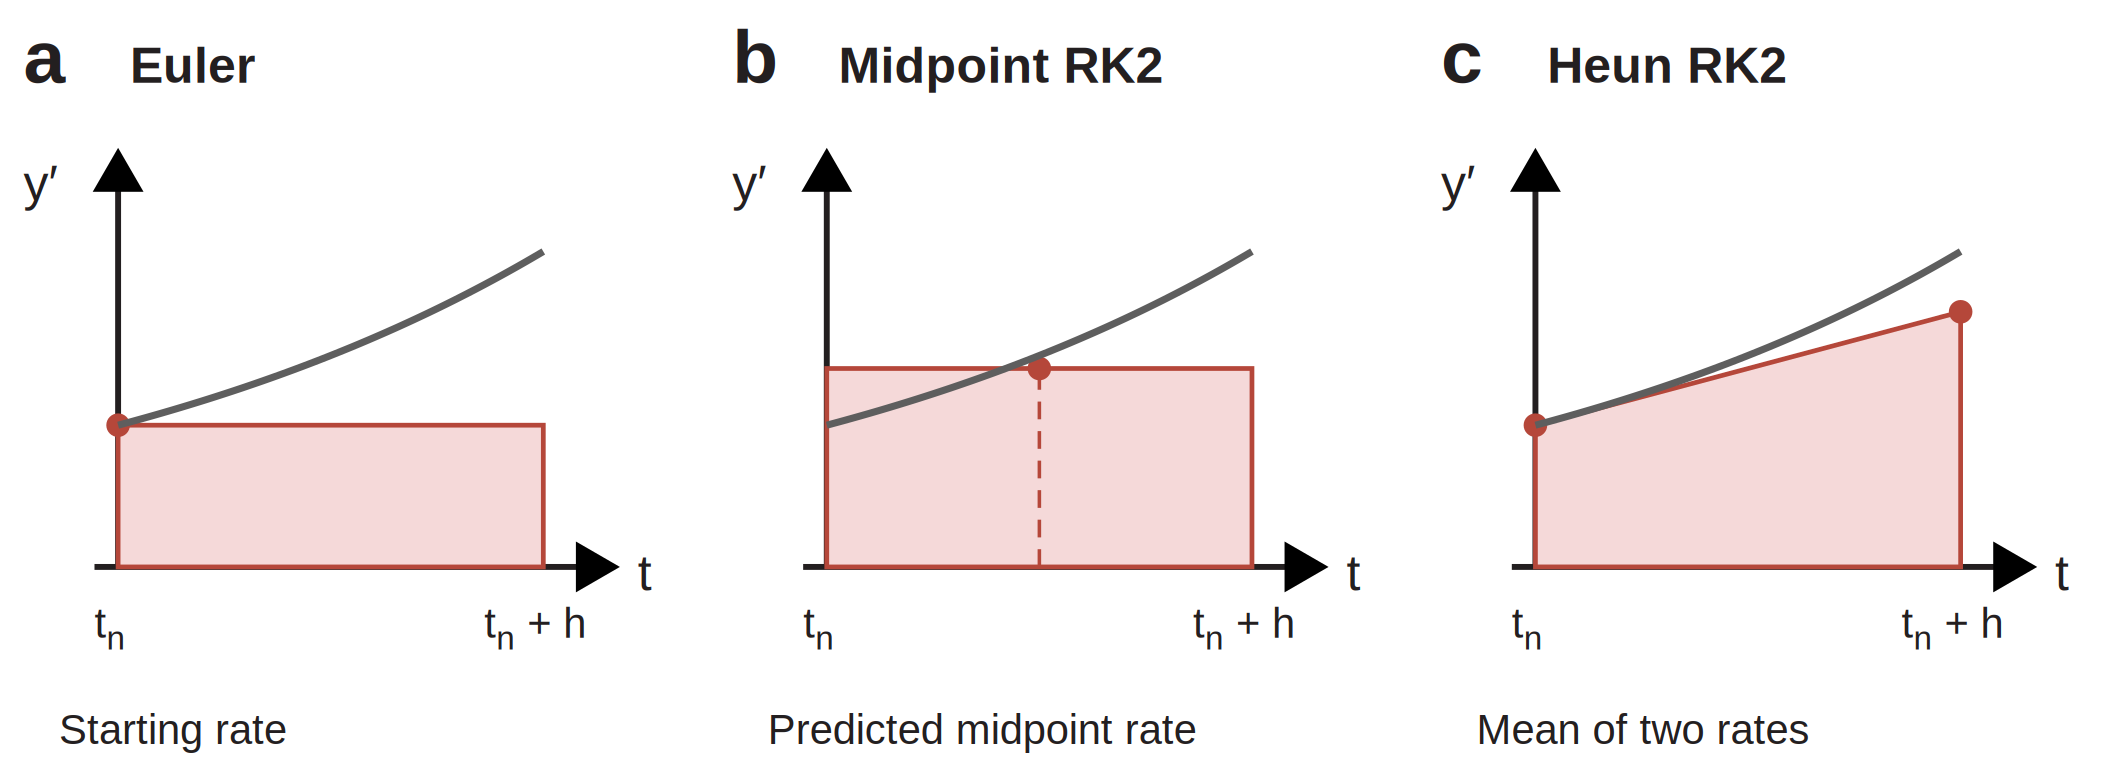 a Euler
y′
t
tn tn + h
Starting rate
b Midpoint RK2
y′
t
tn tn + h
Predicted midpoint rate
c Heun RK2
y′
t
tn tn + h
Mean of two rates